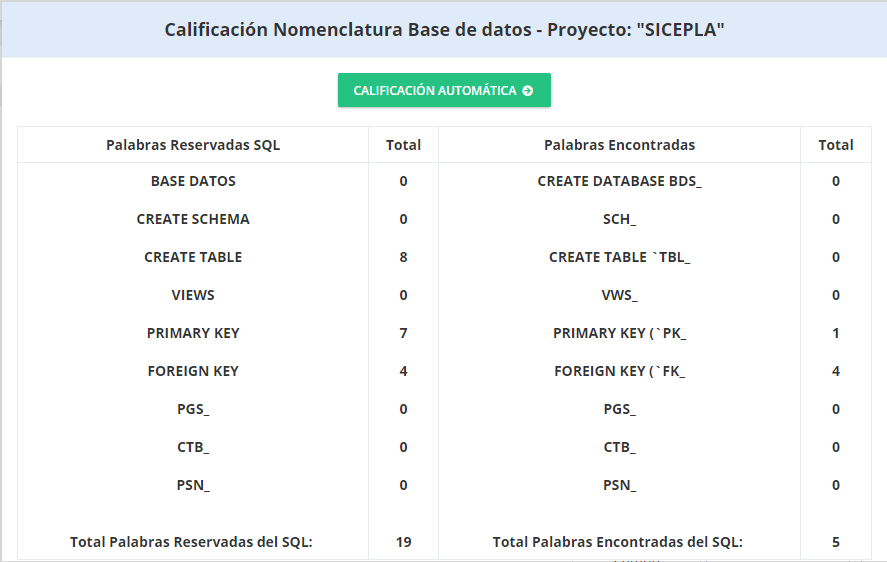 Calificación Nomenclatura Base de datos - Proyecto: "SICEPLA"
CALIFICACIÓN AUTOMÁTICA
Palabras Reservadas SQL Total Palabras Encontradas Total
BASE DATOS 0 CREATE DATABASE BDS_ 0
CREATE SCHEMA 0 SCH_ 0
CREATE TABLE 8 CREATE TABLE `TBL_ 0
VIEWS 0 VWS_ 0
PRIMARY KEY 7 PRIMARY KEY (`PK_ 1
FOREIGN KEY 4 FOREIGN KEY (`FK_ 4
PGS_ 0 PGS_ 0
CTB_ 0 CTB_ 0
PSN_ 0 PSN_ 0
Total Palabras Reservadas del SQL: 19 Total Palabras Encontradas del SQL: 5